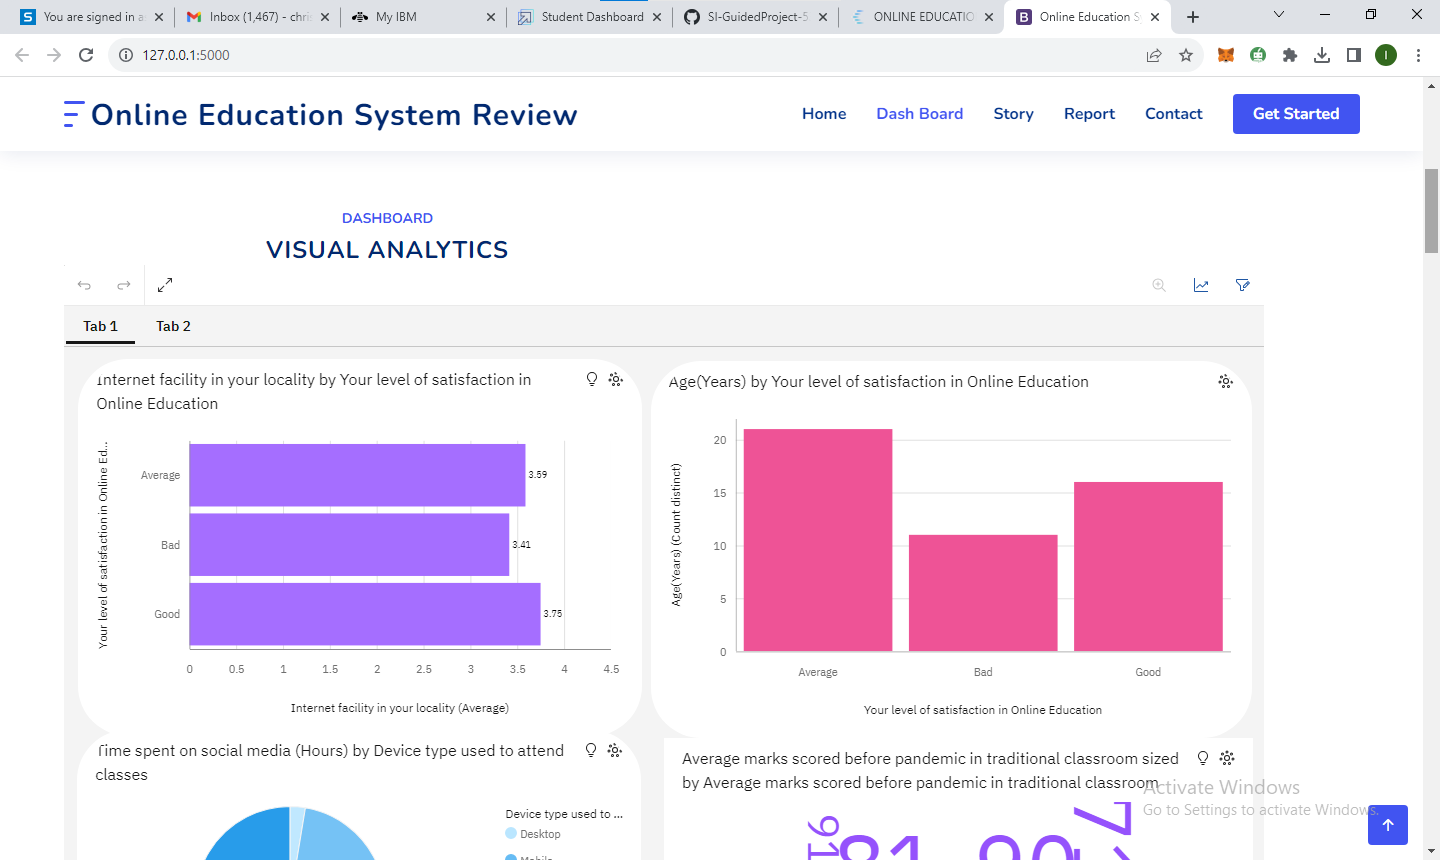 You are signed in a
Inbox (1,467) - chri
My IBM
Student Dashboard
SI-GuidedProject-5
ONLINE EDUCATIO
Online Education S
127.0.0.1:5000
I
Online Education System Review
Home
Dash Board
Story
Report
Contact
Get Started
DASHBOARD
VISUAL ANALYTICS
Tab 1
Tab 2
Internet facility in your locality by Your level of satisfaction in
Online Education
Your level of satisfaction in Online Ed...
Average
3.59
Bad
3.41
Good
3.75
0 0.5 1 1.5 2 2.5 3 3.5 4 4.5
Internet facility in your locality (Average)
Age(Years) by Your level of satisfaction in Online Education
Age(Years) (Count distinct)
20
15
10
5
0
Average Bad Good
Your level of satisfaction in Online Education
Time spent on social media (Hours) by Device type used to attend
classes
Device type used to ...
Desktop
Mobile
Average marks scored before pandemic in traditional classroom sized
by Average marks scored before pandemic in traditional classroom
91
81
90
Activate Windows
Go to Settings to activate Windows.